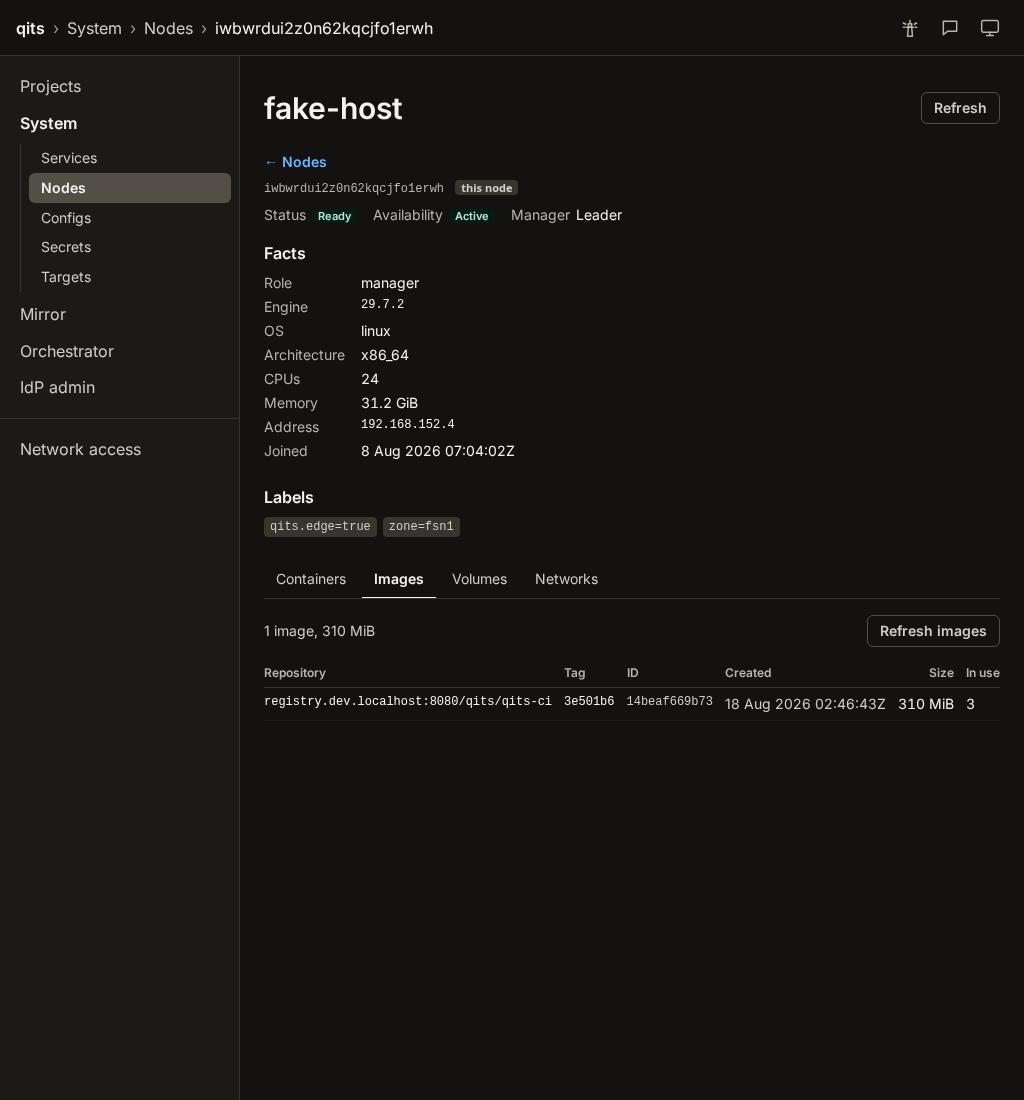 qits › System › Nodes › iwbwrdui2z0n62kqcjfo1erwh
Projects
System
Services
Nodes
Configs
Secrets
Targets
Mirror
Orchestrator
IdP admin
Network access
fake-host
Refresh
← Nodes
iwbwrdui2z0n62kqcjfo1erwh this node
Status Ready Availability Active Manager Leader
Facts
Role manager
Engine 29.7.2
OS linux
Architecture x86_64
CPUs 24
Memory 31.2 GiB
Address 192.168.152.4
Joined 8 Aug 2026 07:04:02Z
Labels
qits.edge=true zone=fsn1
Containers Images Volumes Networks
1 image, 310 MiB
Refresh images
Repository Tag ID Created Size In use
registry.dev.localhost:8080/qits/qits-ci 3e501b6 14beaf669b73 18 Aug 2026 02:46:43Z 310 MiB 3